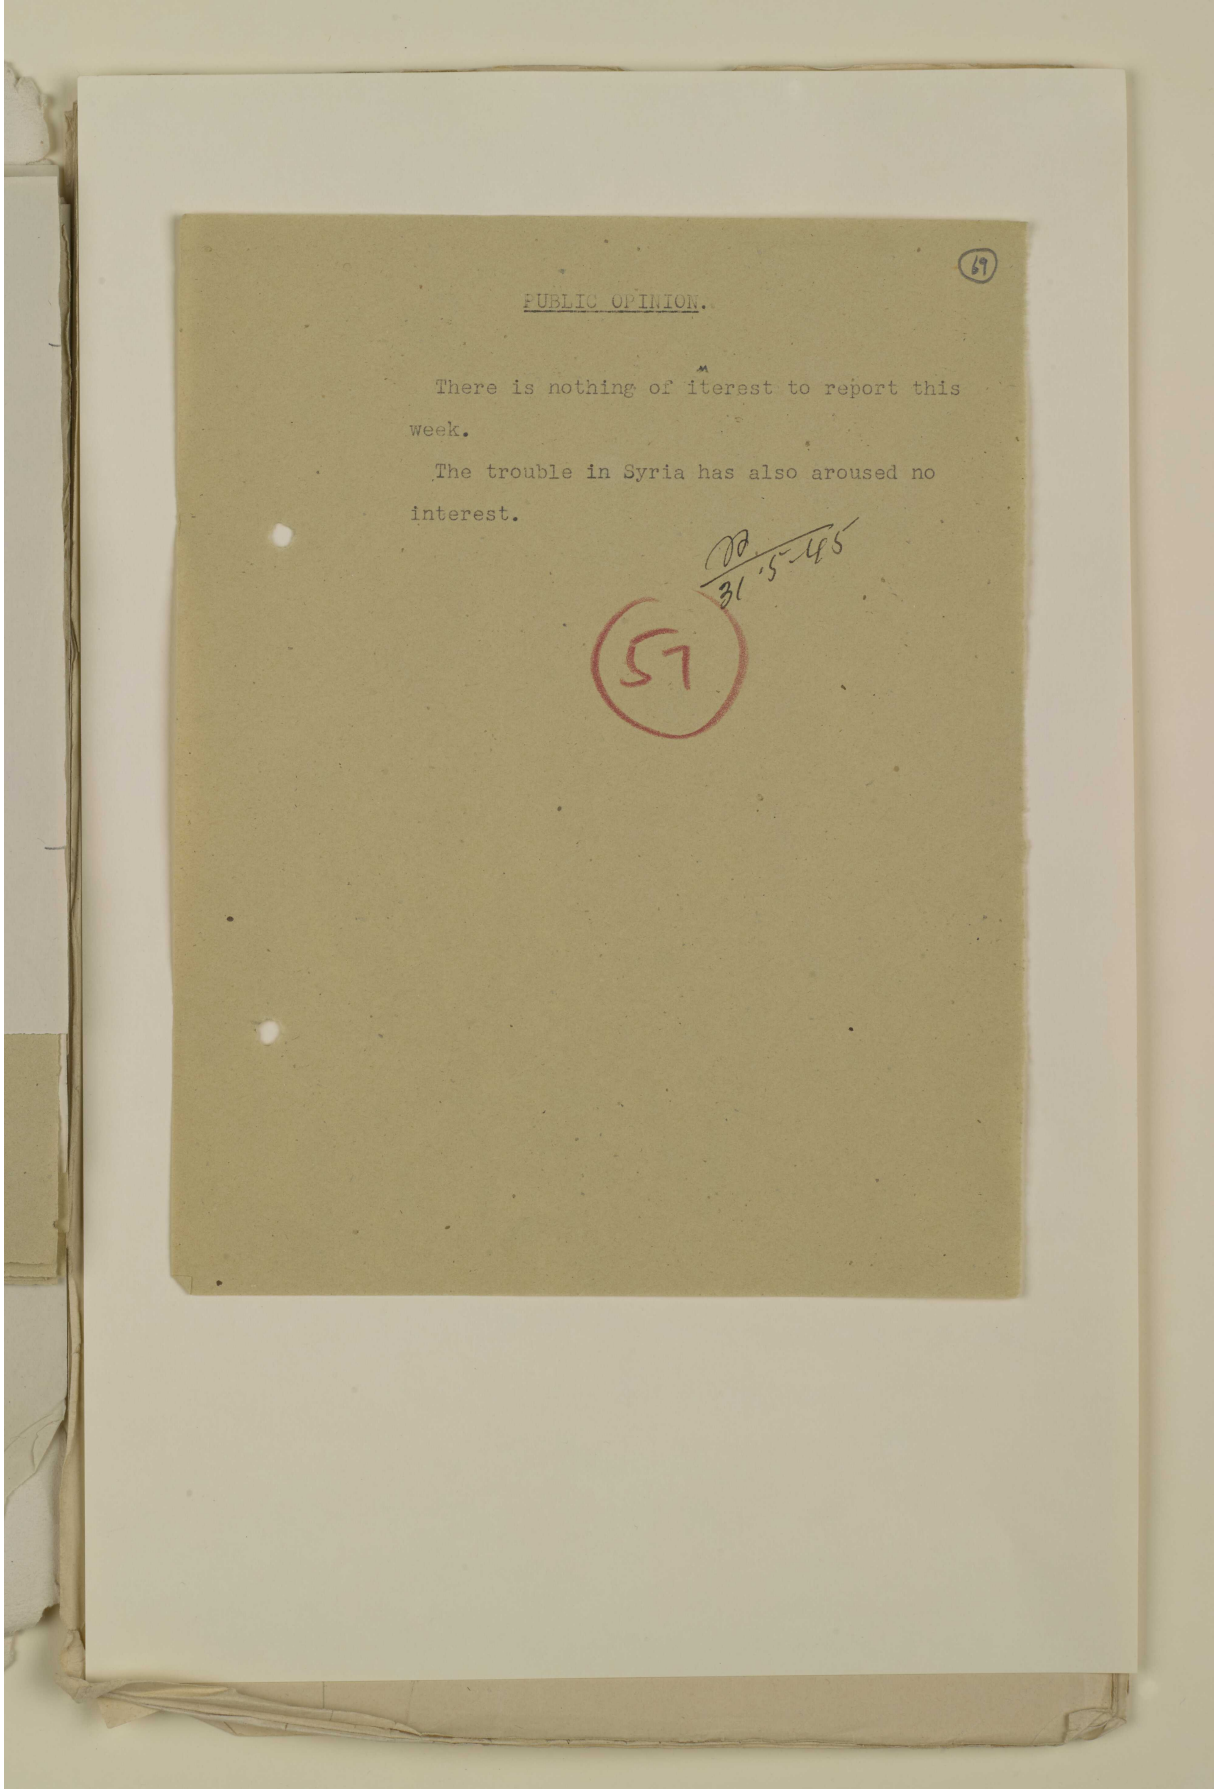 69
PUBLIC OPINION.
There is nothing of iterest to report this
n
week.
The trouble in Syria has also aroused no
interest.
31.5.45
57